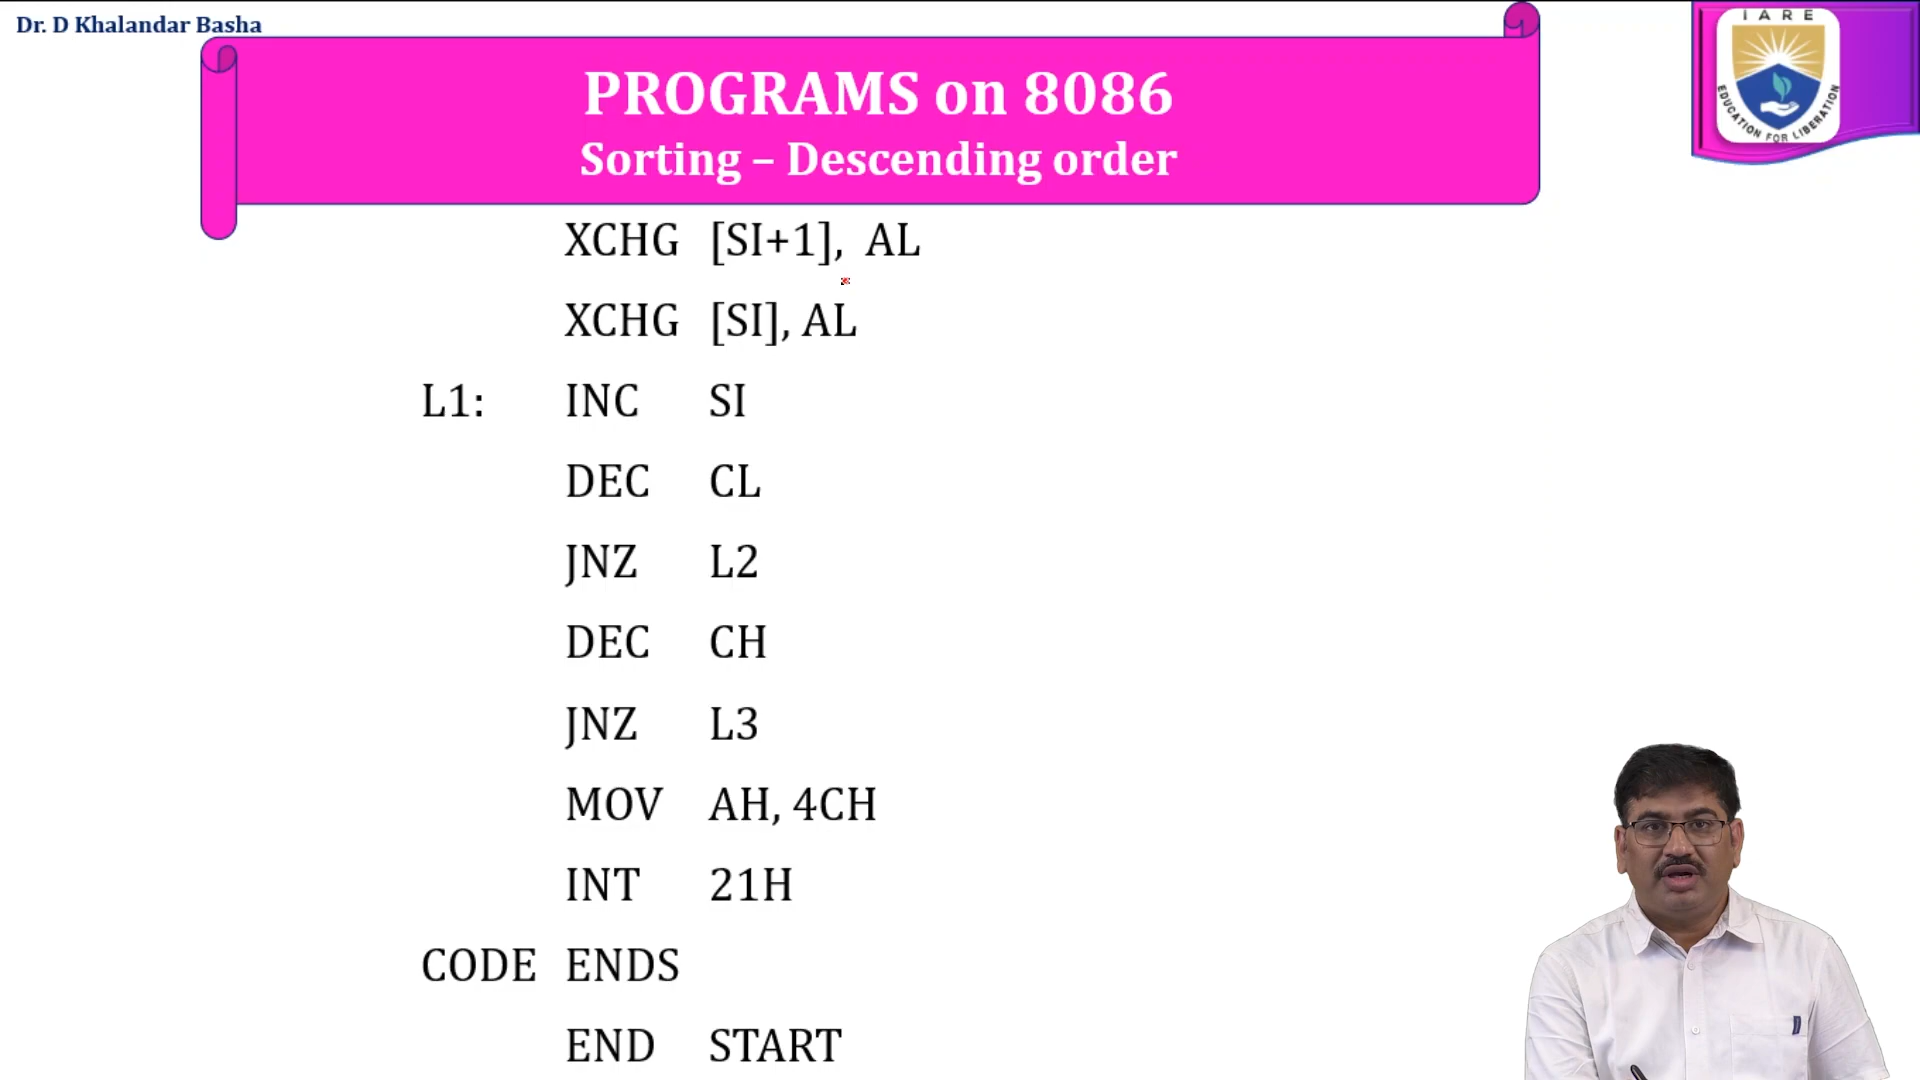 Dr. D Khalandar Basha
IARE
EDUCATION FOR LIBERATION
PROGRAMS on 8086
Sorting – Descending order
XCHG [SI+1], AL
XCHG [SI], AL
L1: INC SI
DEC CL
JNZ L2
DEC CH
JNZ L3
MOV AH, 4CH
INT 21H
CODE ENDS
END START